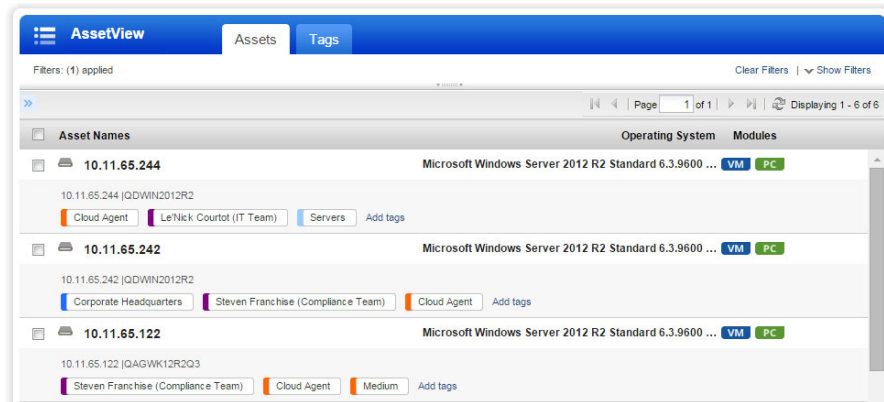 AssetView Assets Tags
Filters: (1) applied Clear Filters | Show Filters
Page 1 of 1 | Displaying 1 - 6 of 6
Asset Names Operating System Modules
10.11.65.244 Microsoft Windows Server 2012 R2 Standard 6.3.9600 ... VM PC
10.11.65.244 |QDWIN2012R2
Cloud Agent Le'Nick Courtot (IT Team) Servers Add tags
10.11.65.242 Microsoft Windows Server 2012 R2 Standard 6.3.9600 ... VM PC
10.11.65.242 |QDWIN2012R2
Corporate Headquarters Steven Franchise (Compliance Team) Cloud Agent Add tags
10.11.65.122 Microsoft Windows Server 2012 R2 Standard 6.3.9600 ... VM PC
10.11.65.122 |QAGWK12R2Q3
Steven Franchise (Compliance Team) Cloud Agent Medium Add tags